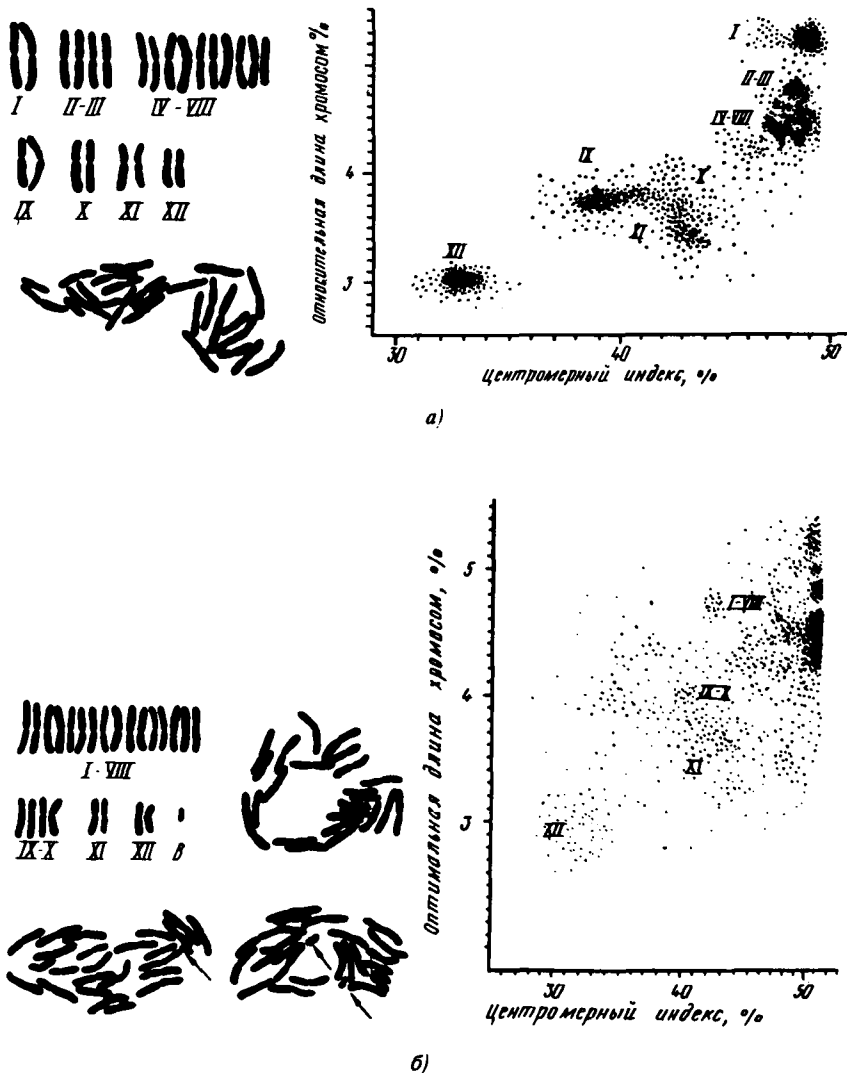 I II-III IV-VIII
IX X XI XII
Относительная длина хромосом %
4
3
I
II-III
IV-VIII
IX
X
XI
XII
30 40 50
центромерный индекс, %
а)
I-VIII
IX-X XI XII В
Оптимальная длина хромосом, %
5
4
3
I-VIII
IX-X
XI
XII
30 40 50
центромерный индекс, %
б)